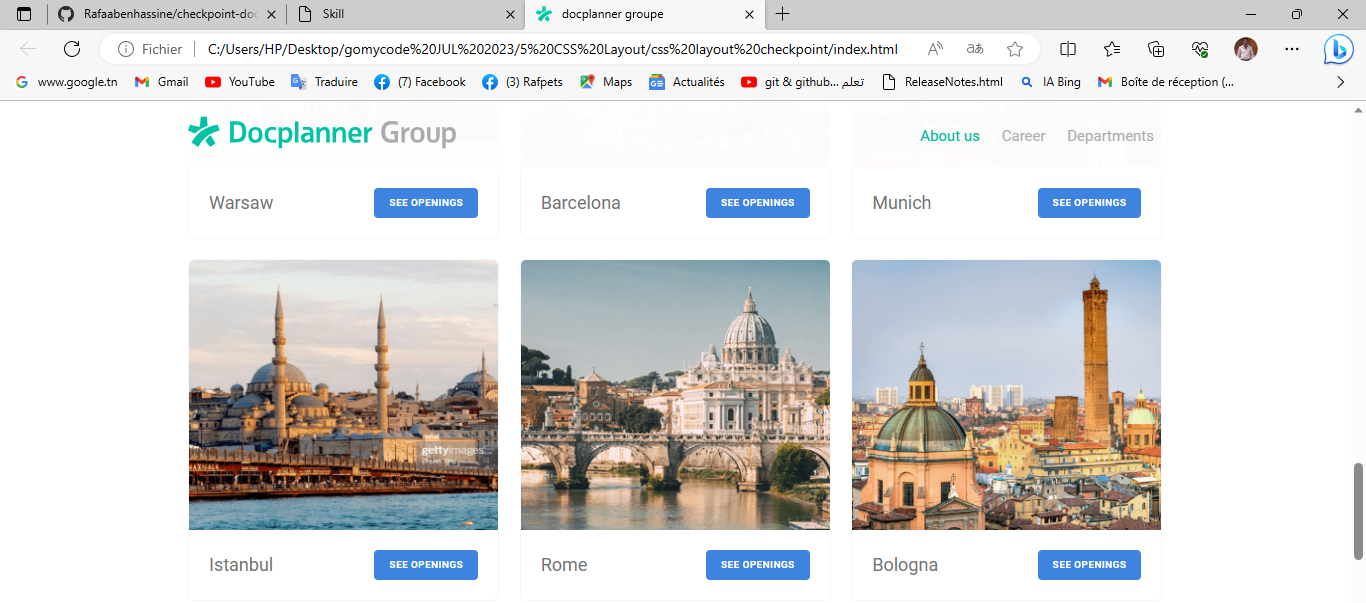 Rafaabenhassine/checkpoint-doc
Skill
docplanner groupe
Fichier
C:/Users/HP/Desktop/gomycode%20JUL%202023/5%20CSS%20Layout/css%20layout%20checkpoint/index.html
www.google.tn
Gmail
YouTube
Traduire
(7) Facebook
(3) Rafpets
Maps
Actualités
git & github... تعلم
ReleaseNotes.html
IA Bing
Boîte de réception (...
Docplanner Group
About us Career Departments
Warsaw SEE OPENINGS
Barcelona SEE OPENINGS
Munich SEE OPENINGS
gettyimages
Istanbul SEE OPENINGS
Rome SEE OPENINGS
Bologna SEE OPENINGS